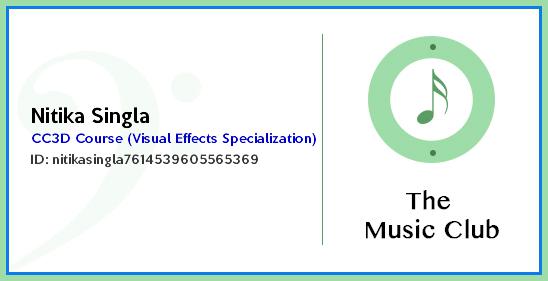 Nitika Singla
CC3D Course (Visual Effects Specialization)
ID: nitikasingla7614539605565369
The
Music Club